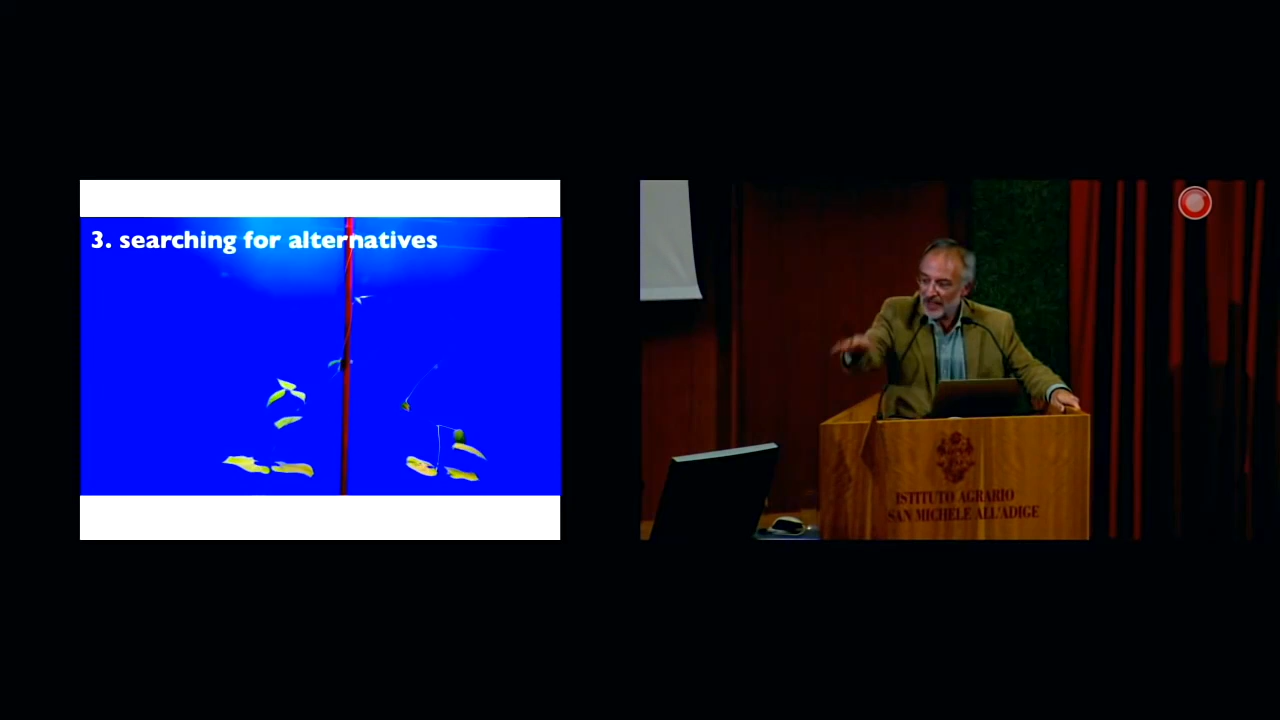 3. searching for alternatives
ISTITUTO AGRARIO
SAN MICHELE ALL'ADIGE